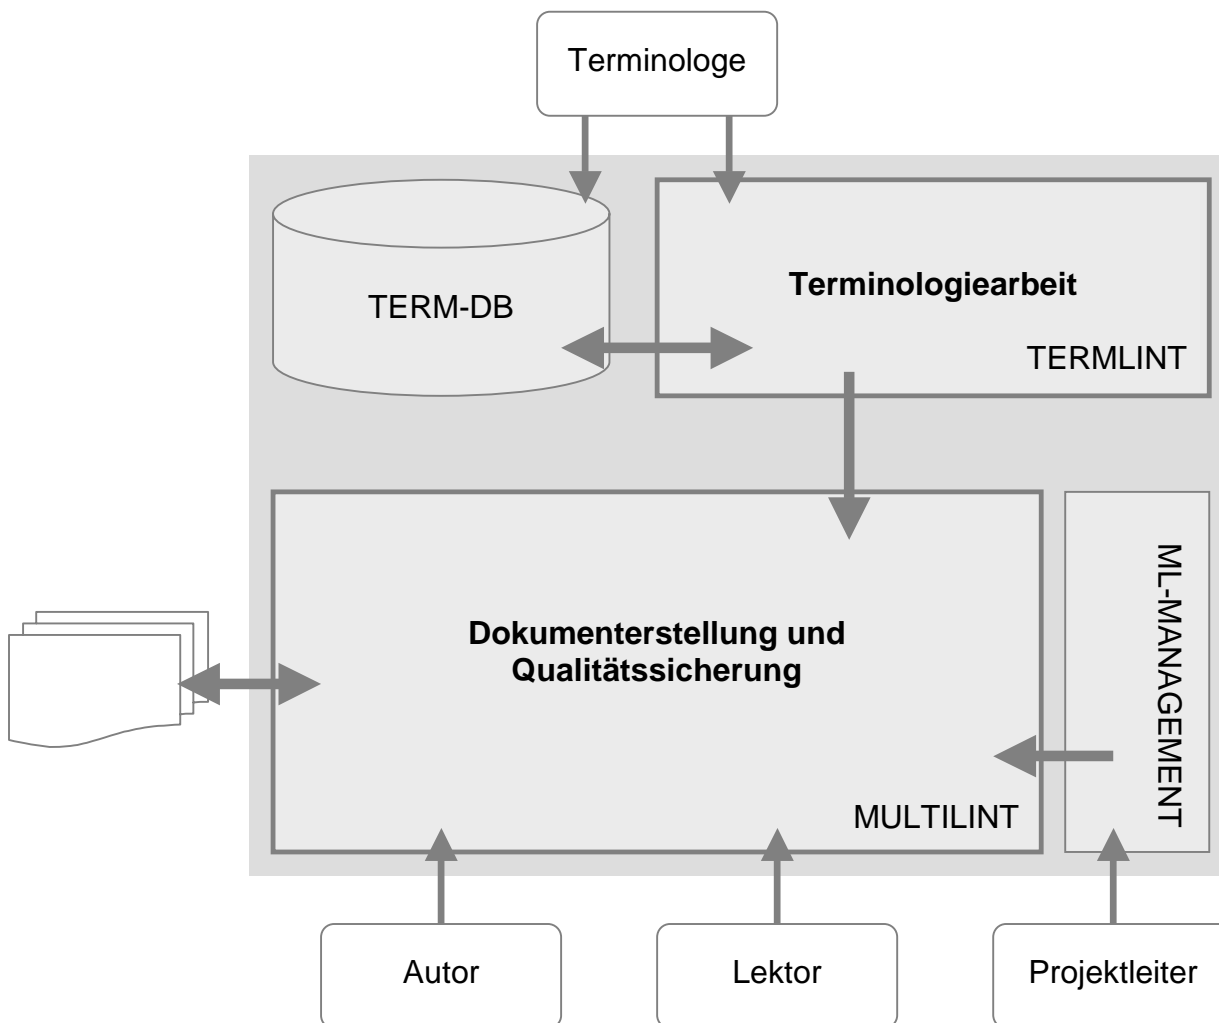 Terminologe
TERM-DB
Terminologiearbeit
TERMLINT
Dokumenterstellung und
Qualitätssicherung
MULTILINT
ML-MANAGEMENT
Autor
Lektor
Projektleiter